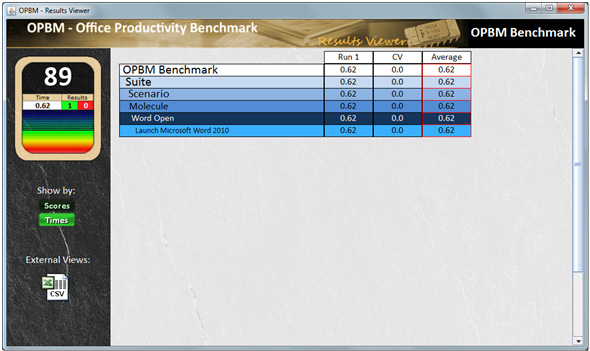 OPBM - Results Viewer
OPBM - Office Productivity Benchmark
Results Viewer
OPBM Benchmark
89
Time Results
0.62 1 0
Show by:
Scores
Times
External Views:
CSV
Run 1 CV Average
OPBM Benchmark 0.62 0.0 0.62
Suite 0.62 0.0 0.62
Scenario 0.62 0.0 0.62
Molecule 0.62 0.0 0.62
Word Open 0.62 0.0 0.62
Launch Microsoft Word 2010 0.62 0.0 0.62